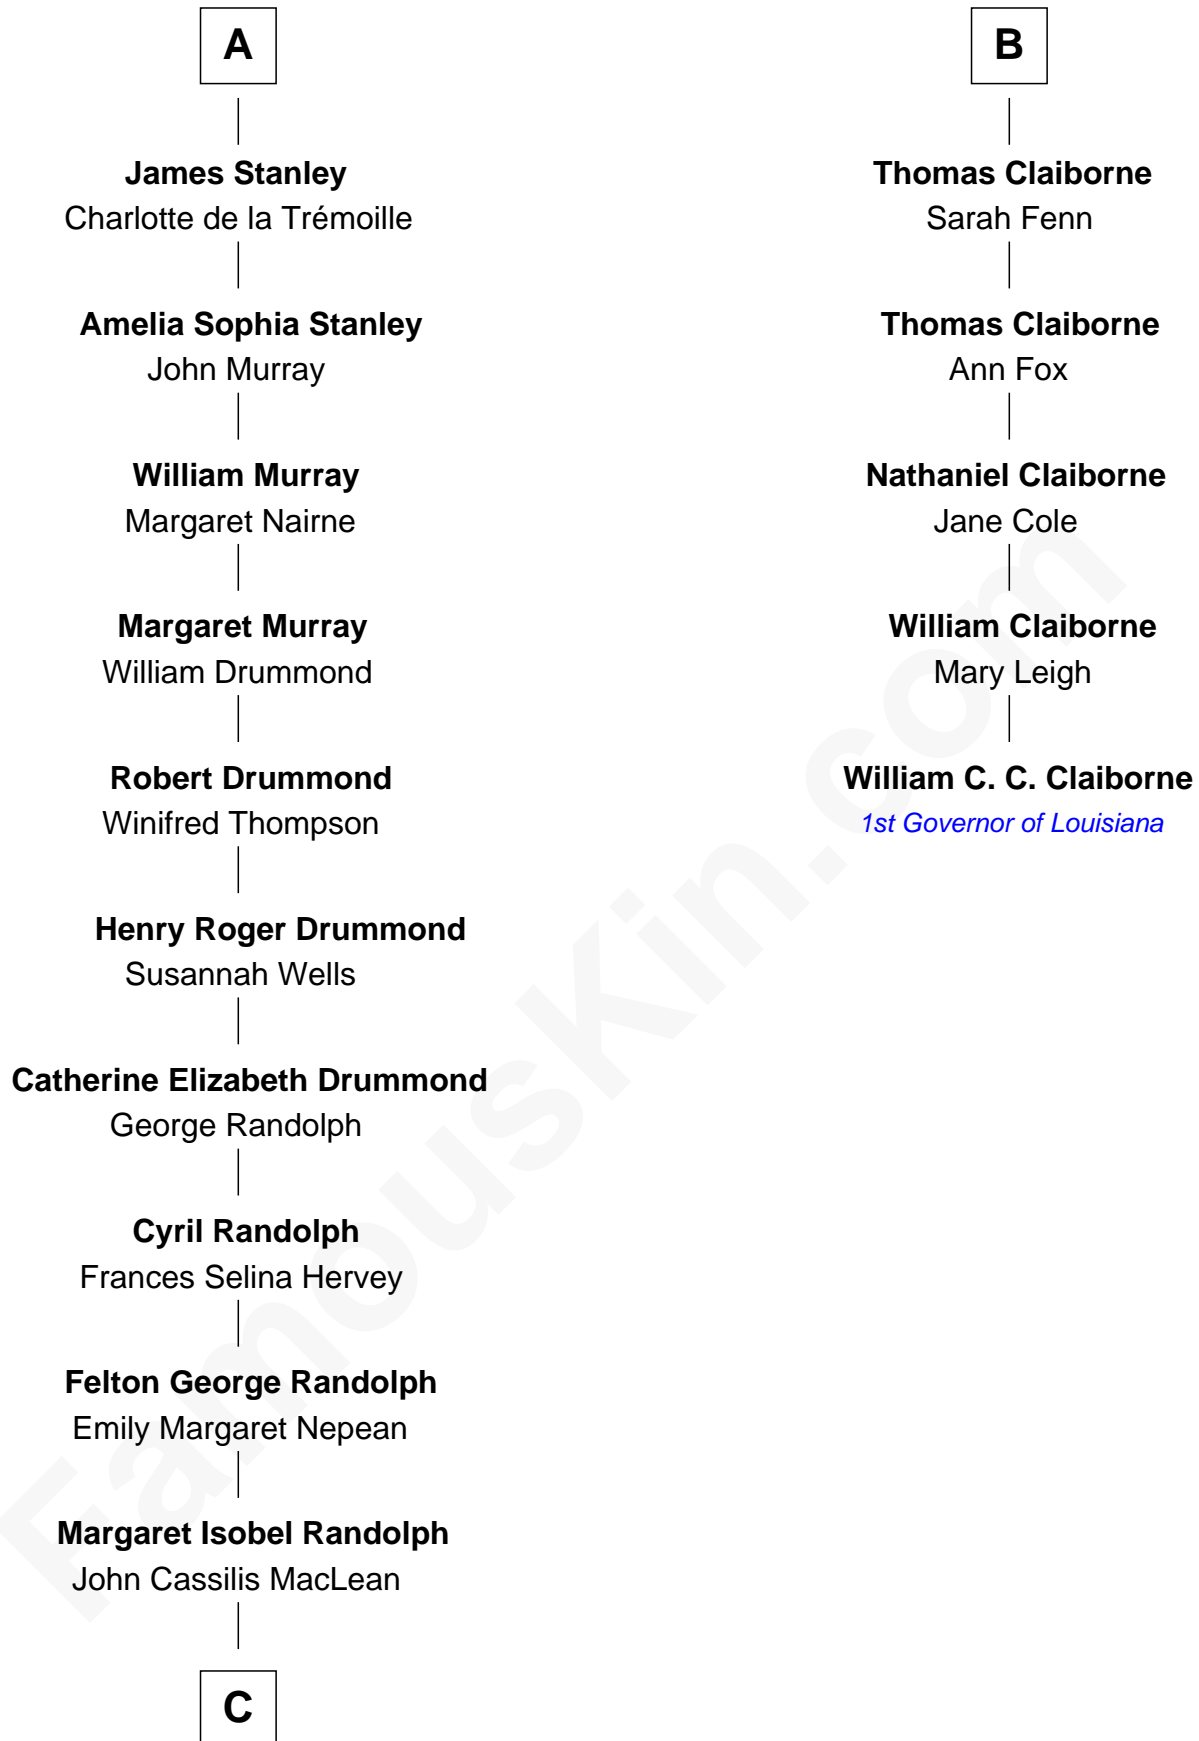 A
James Stanley
Charlotte de la Trémoille
Amelia Sophia Stanley
John Murray
William Murray
Margaret Nairne
Margaret Murray
William Drummond
Robert Drummond
Winifred Thompson
Henry Roger Drummond
Susannah Wells
Catherine Elizabeth Drummond
George Randolph
Cyril Randolph
Frances Selina Hervey
Felton George Randolph
Emily Margaret Nepean
Margaret Isobel Randolph
John Cassilis MacLean
C
B
Thomas Claiborne
Sarah Fenn
Thomas Claiborne
Ann Fox
Nathaniel Claiborne
Jane Cole
William Claiborne
Mary Leigh
William C. C. Claiborne
1st Governor of Louisiana
FamousKin.com